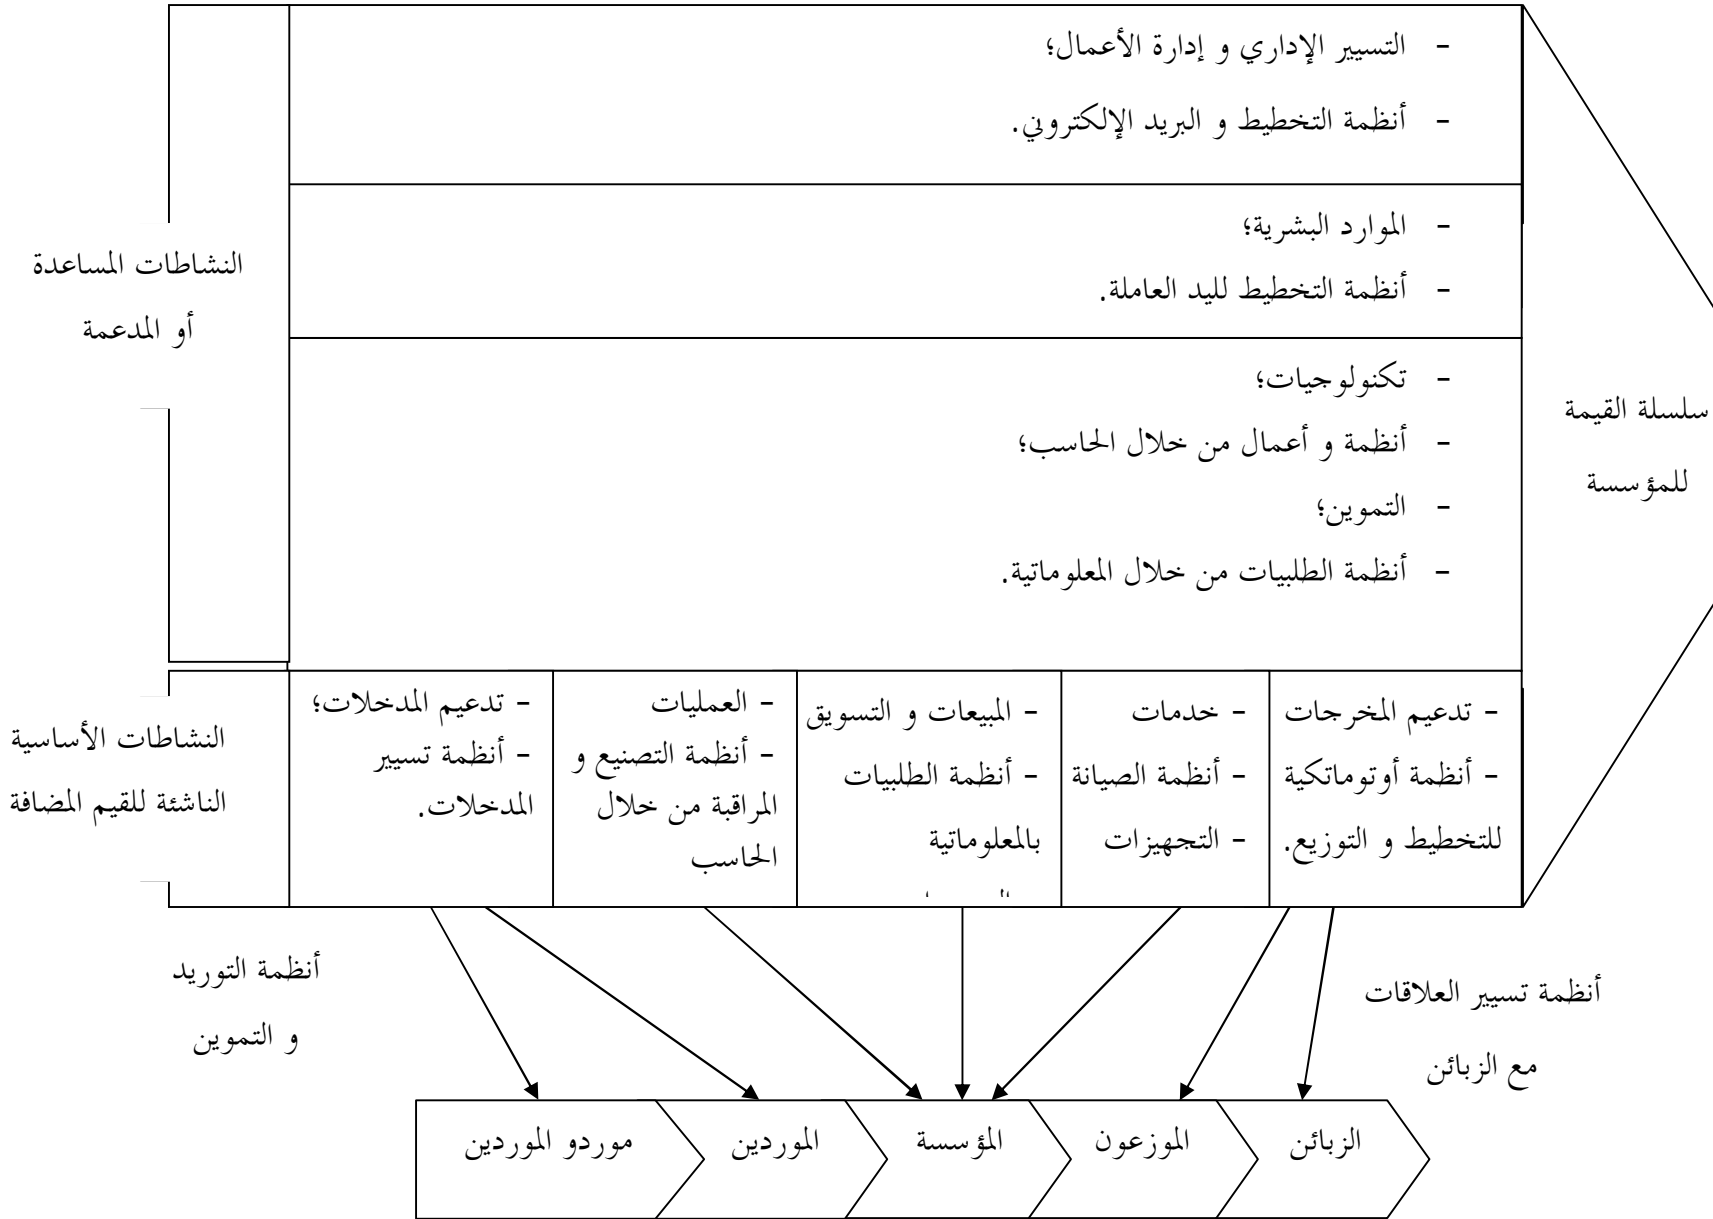 - التسيير الإداري و إدارة الأعمال؛
- أنظمة التخطيط و البريد الإلكتروني.
- الموارد البشرية؛
- أنظمة التخطيط لليد العاملة.
النشاطات المساعدة
أو المدعمة
- تكنولوجيات؛
- أنظمة و أعمال من خلال الحاسب؛
- التموين؛
- أنظمة الطلبيات من خلال المعلوماتية.
سلسلة القيمة
للمؤسسة
- تدعيم المخرجات
- أنظمة أوتوماتكية
للتخطيط و التوزيع.
- خدمات
- أنظمة الصيانة
- التجهيزات
- المبيعات و التسويق
- أنظمة الطلبيات
بالمعلوماتية
- العمليات
- أنظمة التصنيع و
المراقبة من خلال
الحاسب
- تدعيم المدخلات؛
- أنظمة تسيير
المدخلات.
النشاطات الأساسية
الناشئة للقيم المضافة
أنظمة تسيير العلاقات
مع الزبائن
أنظمة التوريد
و التموين
الزبائن
الموزعون
المؤسسة
الموردين
موردو الموردين